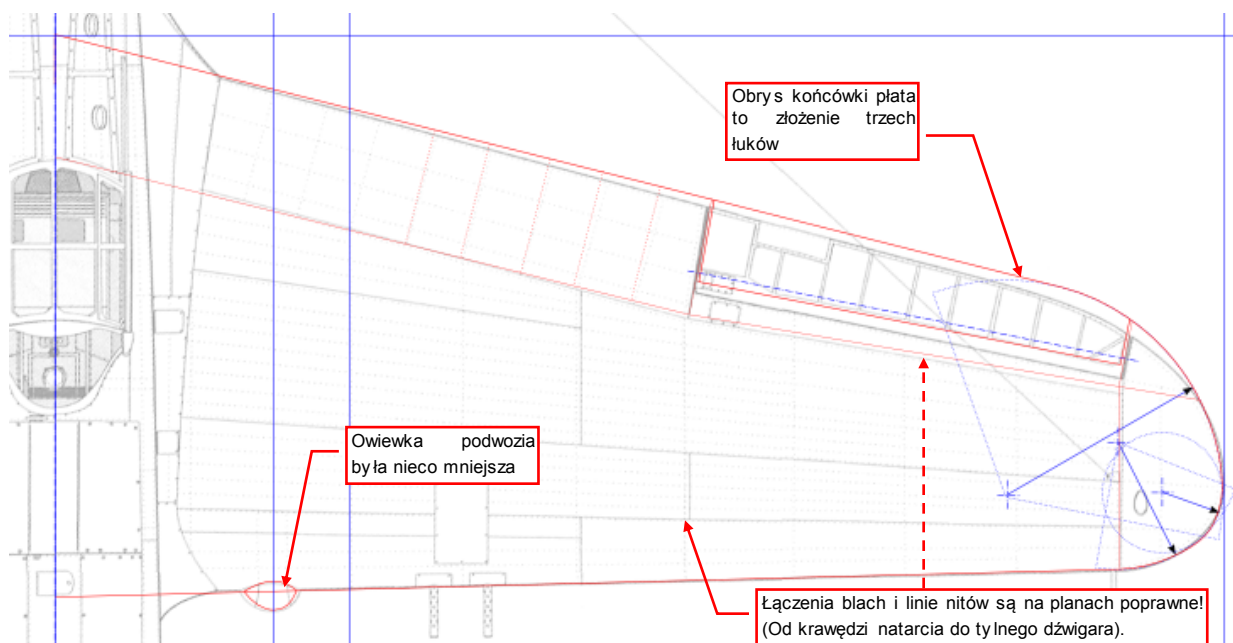 Obrys końcówki płata
to złożenie trzech
łuków
Owiewka podwozia
była nieco mniejsza
Łączenia blach i linie nitów są na planach poprawne!
(Od krawędzi natarcia do tylnego dźwigara).